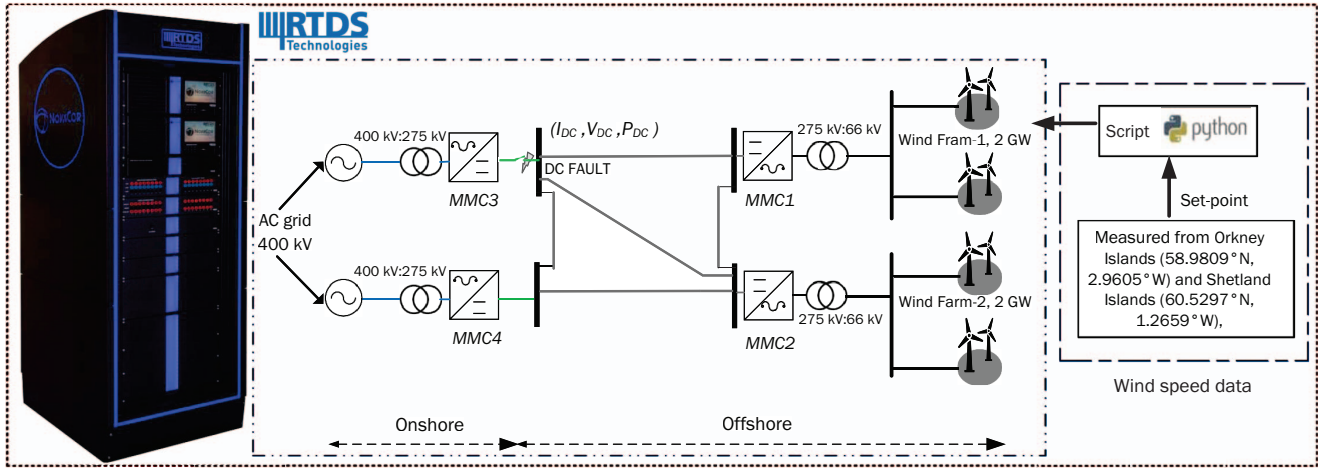 RTDS
Technologies
RTDS
NovaCor
400 kV:275 kV
MMC3
AC grid
400 kV
400 kV:275 kV
MMC4
(I_DC ,V_DC ,P_DC )
DC FAULT
275 kV:66 kV
MMC1
Wind Fram-1, 2 GW
MMC2
275 kV:66 kV
Wind Farm-2, 2 GW
Onshore
Offshore
Script python
Set-point
Measured from Orkney
Islands (58.9809°N,
2.9605°W) and Shetland
Islands (60.5297°N,
1.2659°W),
Wind speed data